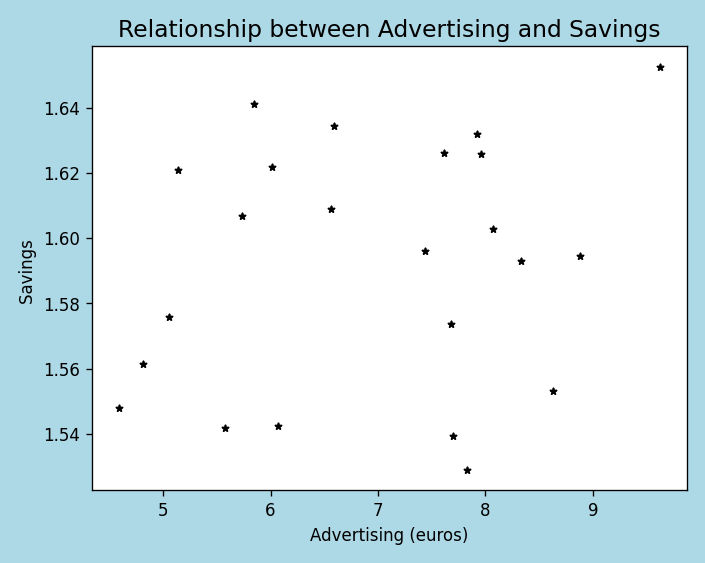 Relationship between Advertising and Savings
1.64
1.62
1.60
1.58
1.56
1.54
Savings
5 6 7 8 9
Advertising (euros)